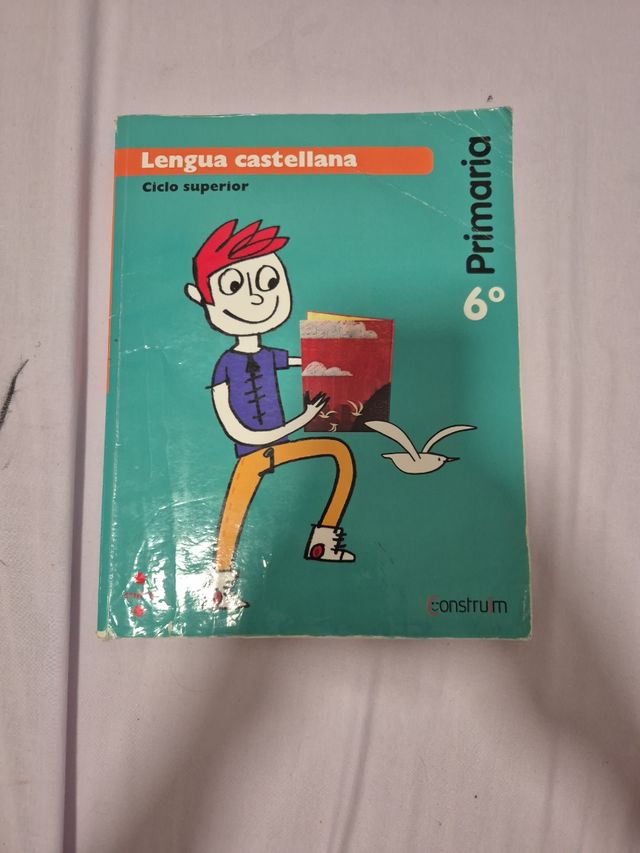 Lengua castellana
Ciclo superior
6º Primaria
Construïm